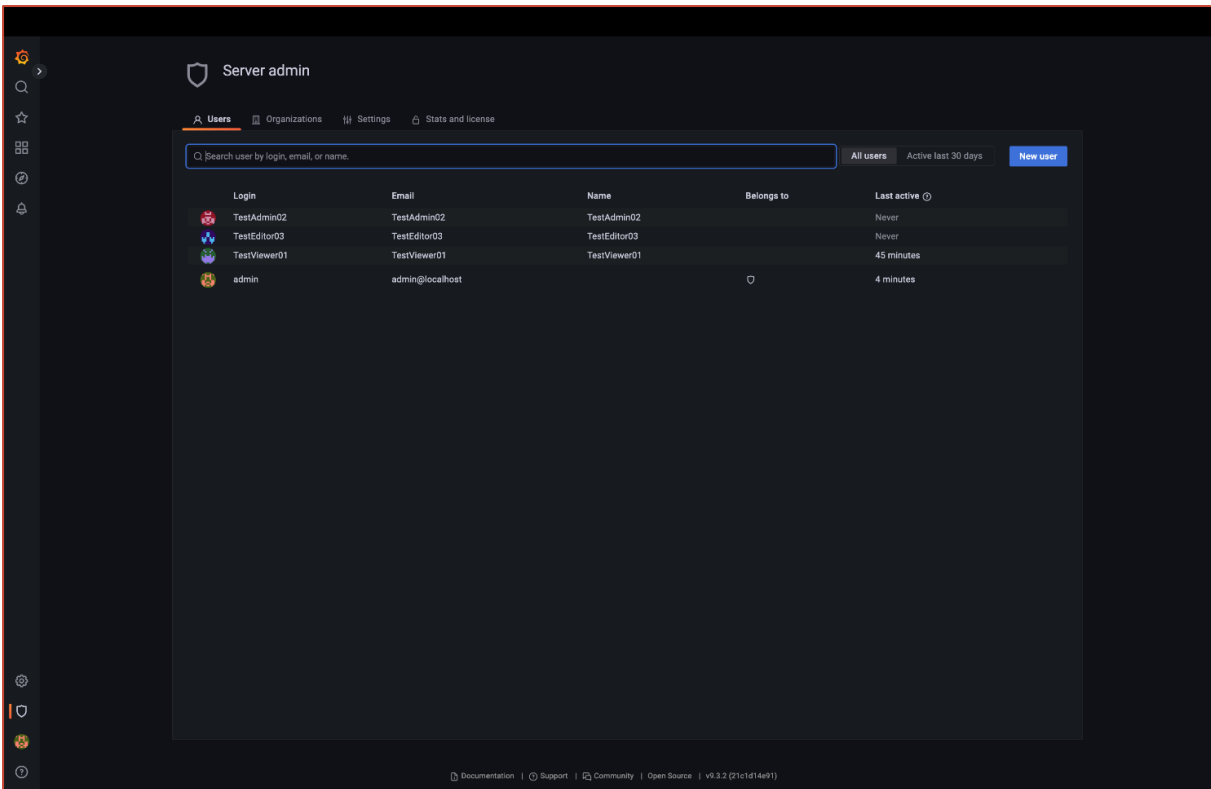 Server admin
Users Organizations Settings Stats and license
Search user by login, email, or name. All users Active last 30 days New user
Login Email Name Belongs to Last active
TestAdmin02 TestAdmin02 TestAdmin02 Never
TestEditor03 TestEditor03 TestEditor03 Never
TestViewer01 TestViewer01 TestViewer01 45 minutes
admin admin@localhost 4 minutes
Documentation | Support | Community | Open Source | v9.3.2 (21c1d14e91)